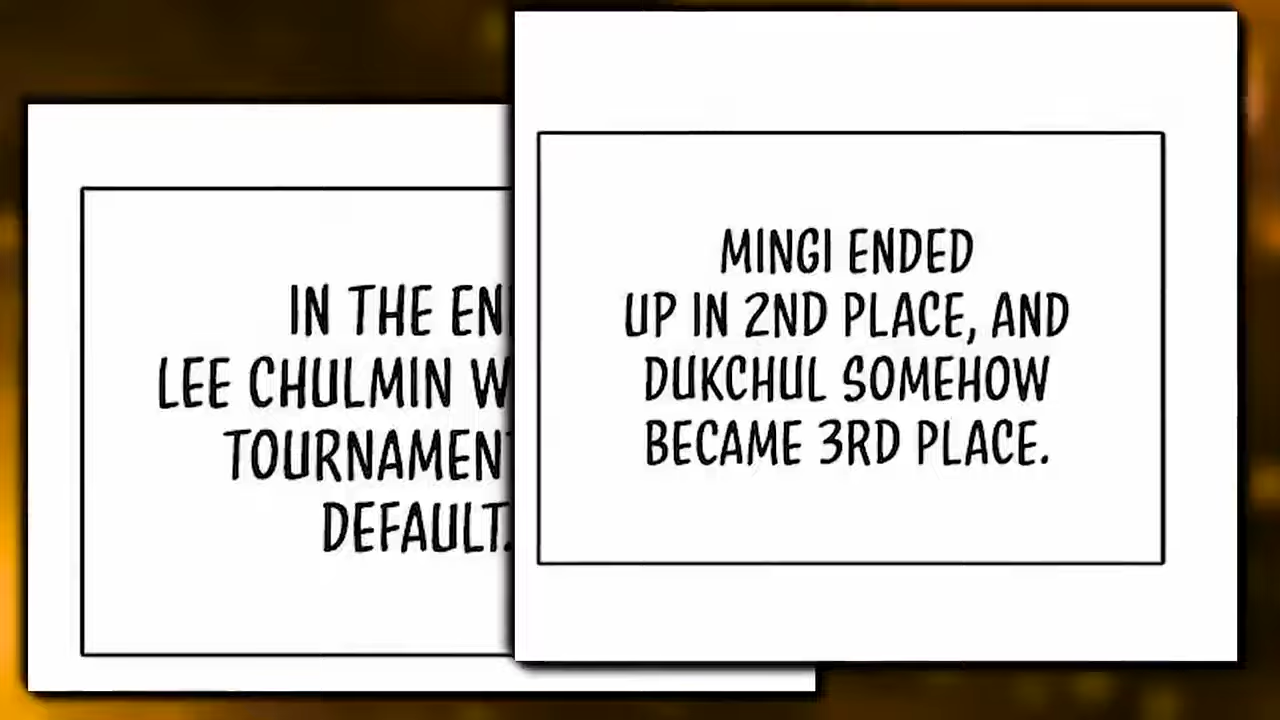 IN THE EN
LEE CHULMIN W
TOURNAMENT
DEFAULT.
MINGI ENDED
UP IN 2ND PLACE, AND
DUKCHUL SOMEHOW
BECAME 3RD PLACE.